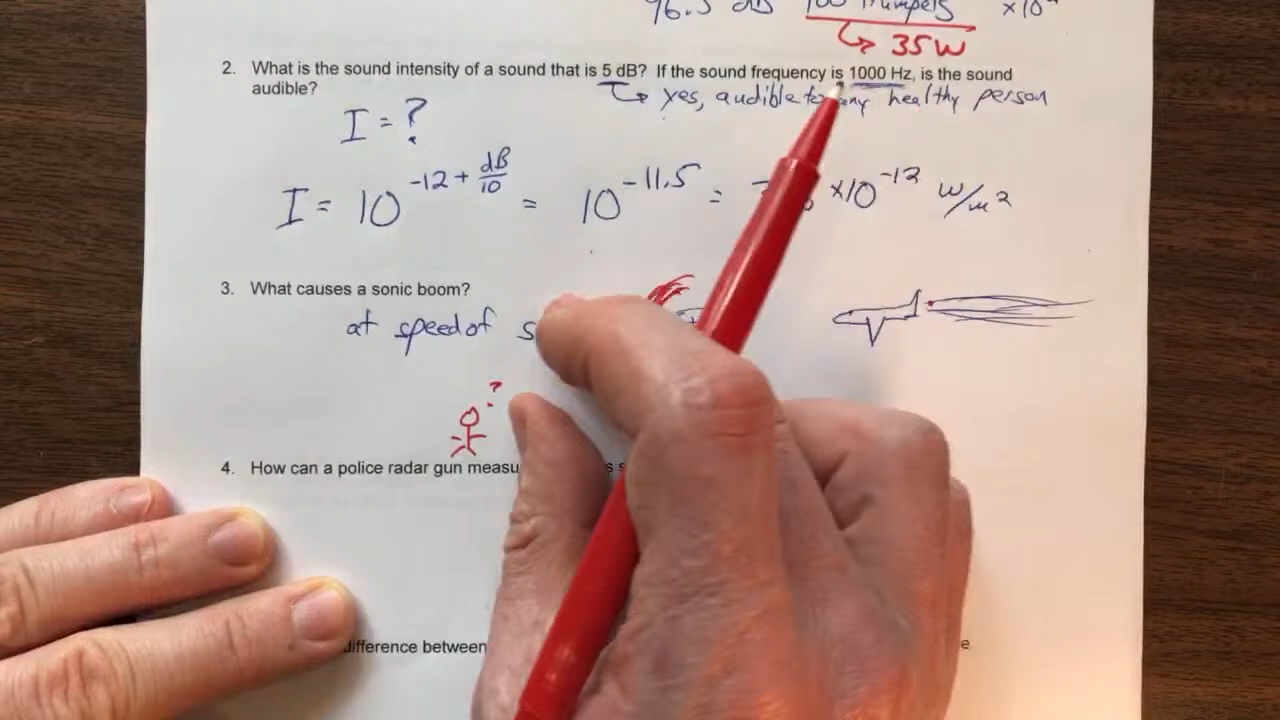 96.5 dB 100 Trumpets ×10
↳ 35W
2. What is the sound intensity of a sound that is 5 dB? If the sound frequency is 1000 Hz, is the sound
audible?
↳ yes, audible to any healthy person
I = ?
I = 10^(-12 + dB/10) = 10^(-11.5) = ×10^(-12) W/m²
3. What causes a sonic boom?
at speed of
?
4. How can a police radar gun
difference between